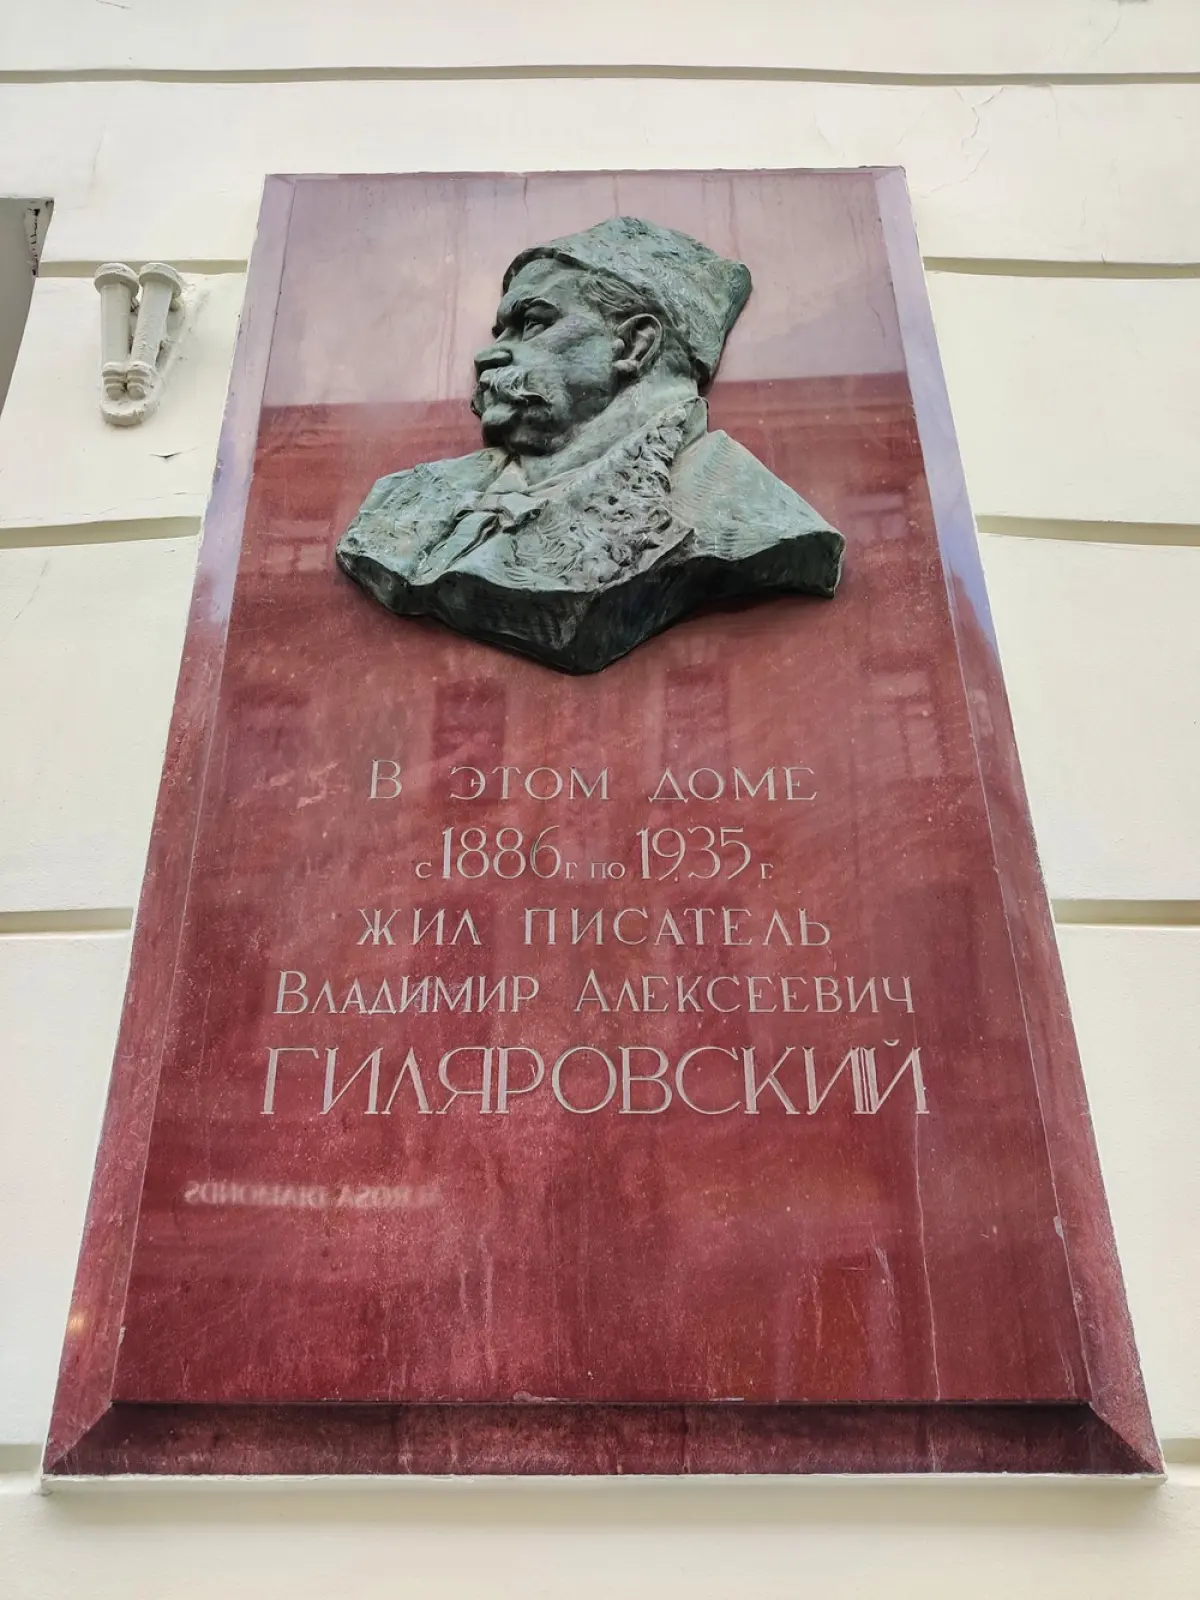 В ЭТОМ ДОМЕ
с 1886 г. по 1935 г.
ЖИЛ ПИСАТЕЛЬ
ВЛАДИМИР АЛЕКСЕЕВИЧ
ГИЛЯРОВСКИЙ